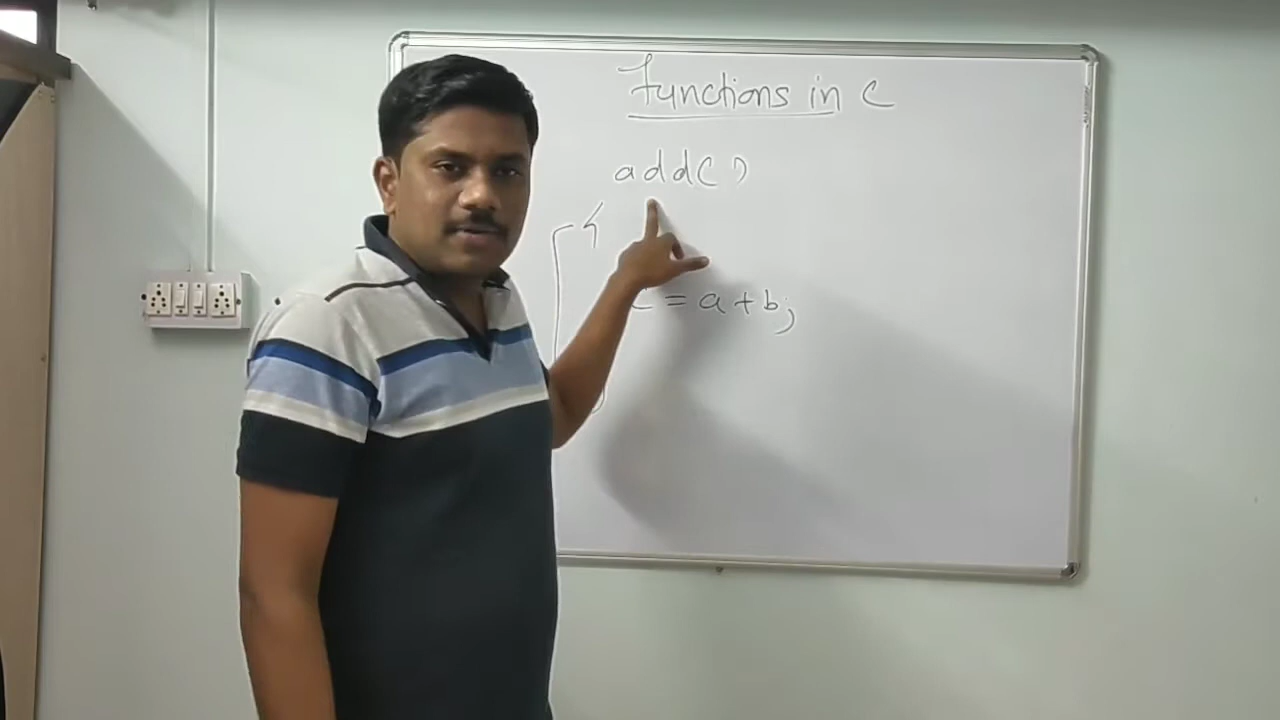 Functions in C
add()
{
C = a + b;
}